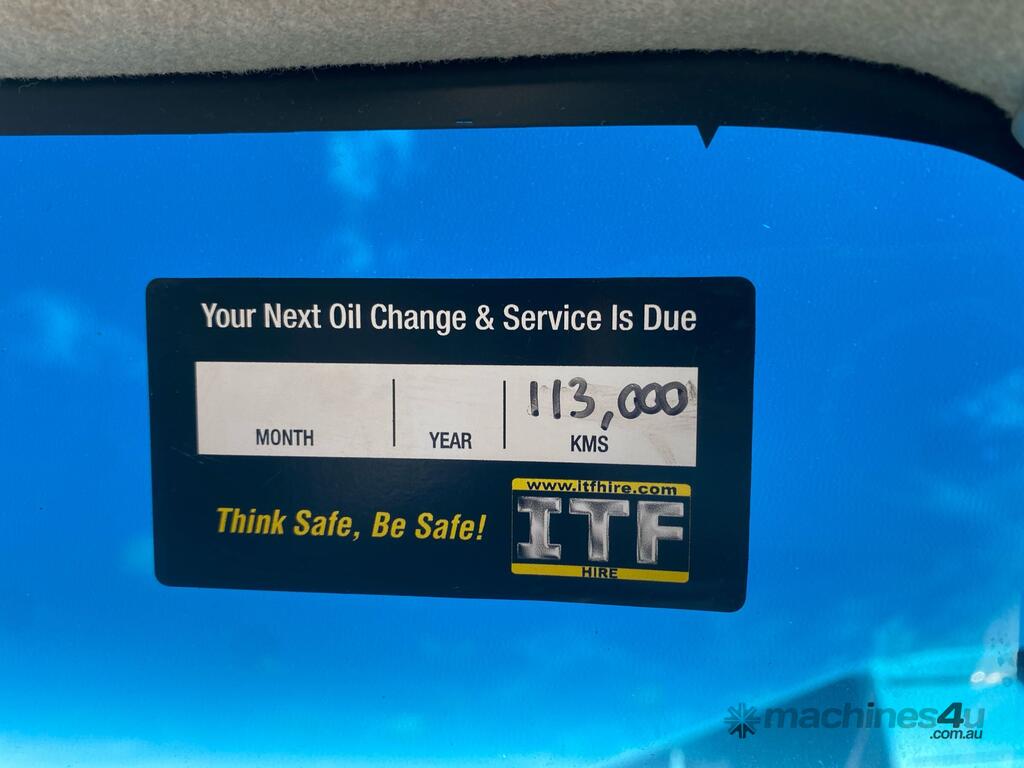 Your Next Oil Change & Service Is Due
113,000
MONTH YEAR KMS
Think Safe, Be Safe!
www.itfhire.com
ITF
HIRE
machines4u
.com.au